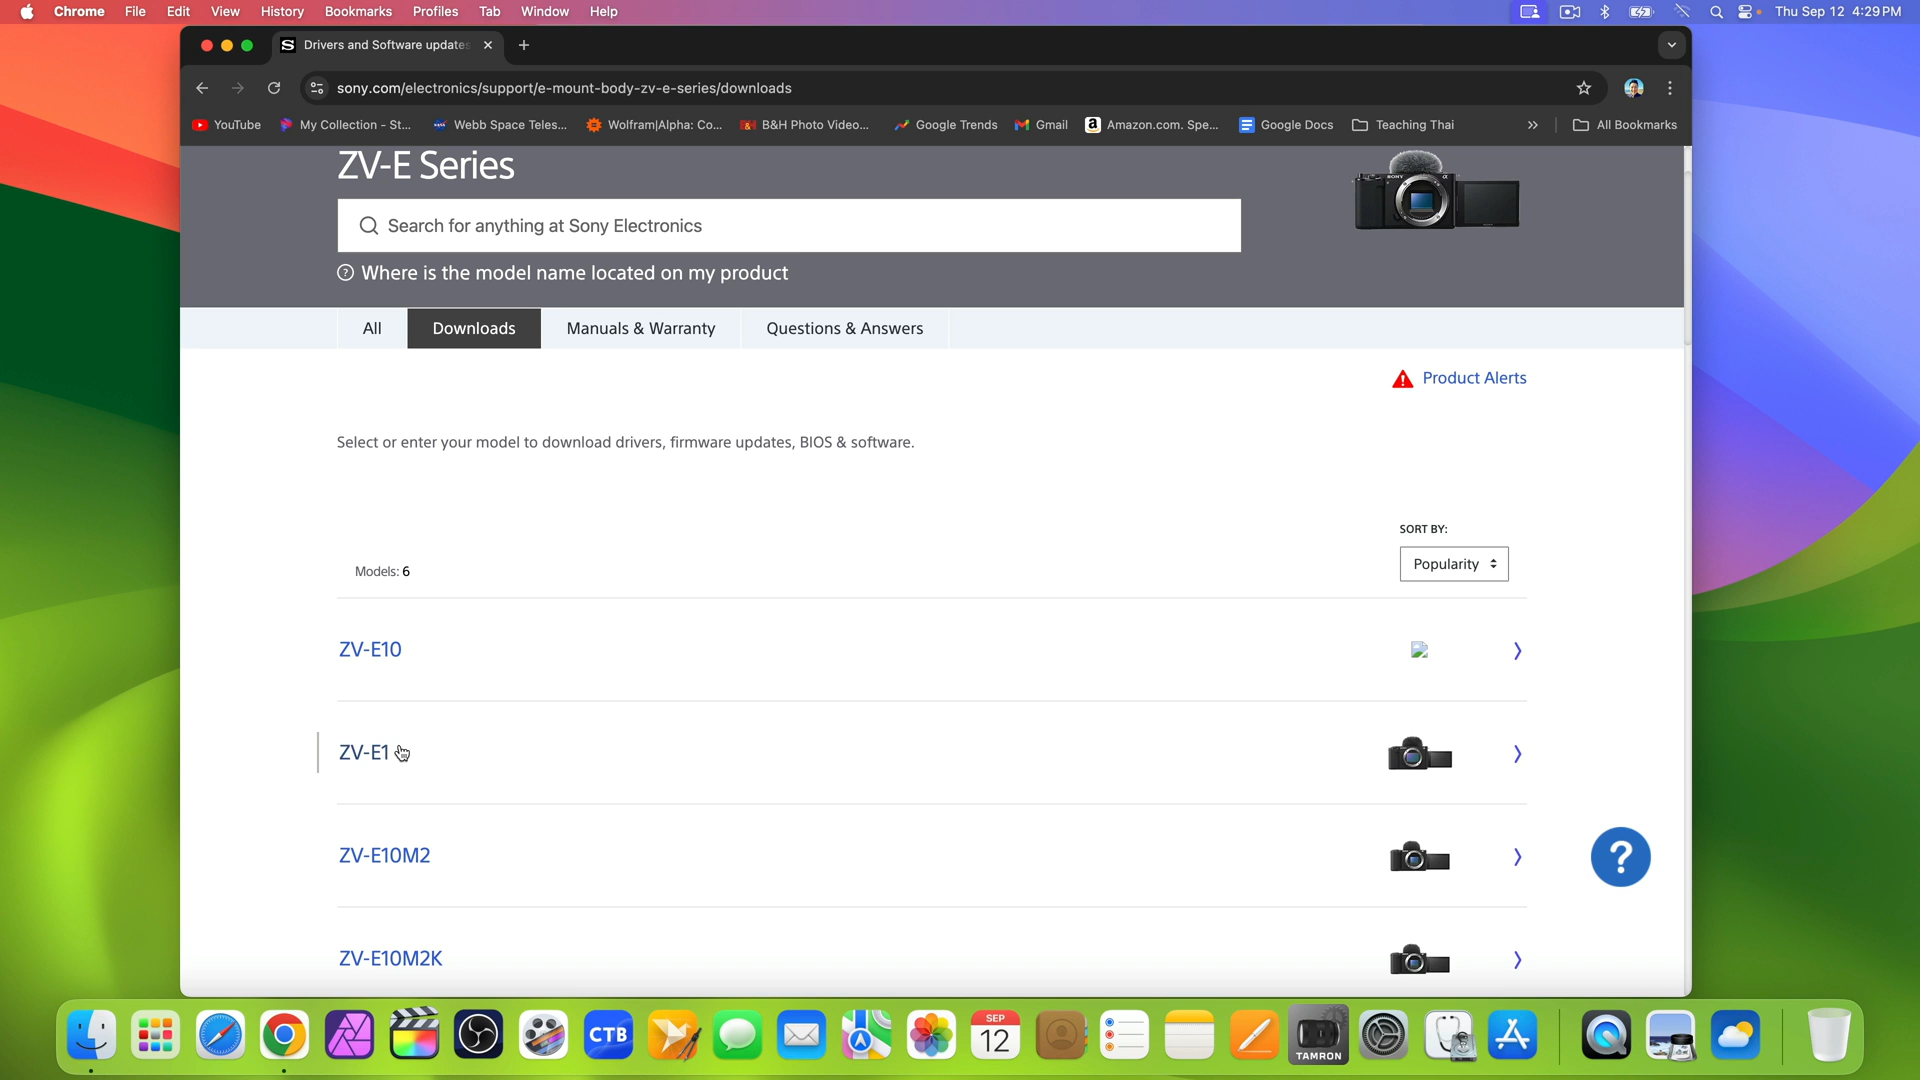 Chrome File Edit View History Bookmarks Profiles Tab Window Help Thu Sep 12 4:29 PM
Drivers and Software updates
sony.com/electronics/support/e-mount-body-zv-e-series/downloads
YouTube My Collection - St... Webb Space Teles... Wolfram|Alpha: Co... B&H Photo Video... Google Trends Gmail Amazon.com. Spe... Google Docs Teaching Thai » All Bookmarks
ZV-E Series
SONY
Search for anything at Sony Electronics
Where is the model name located on my product
All Downloads Manuals & Warranty Questions & Answers
Product Alerts
Select or enter your model to download drivers, firmware updates, BIOS & software.
SORT BY:
Popularity
Models: 6
ZV-E10
ZV-E1
ZV-E10M2
?
ZV-E10M2K
CTB
SEP
12
TAMRON